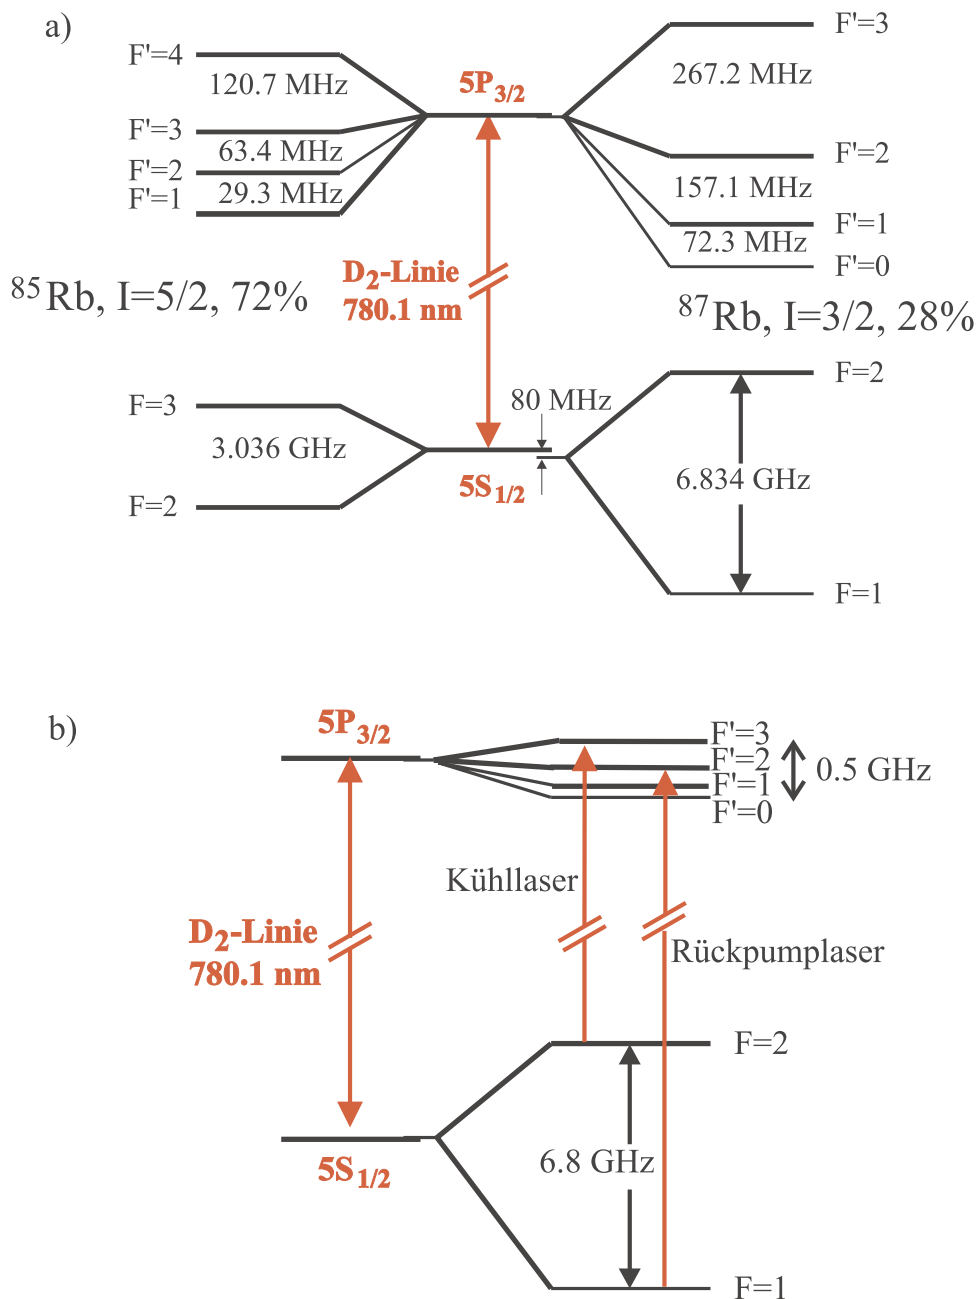 a)
F'=4
120.7 MHz
F'=3
63.4 MHz
F'=2
29.3 MHz
F'=1
5P3/2
F'=3
267.2 MHz
F'=2
157.1 MHz
F'=1
72.3 MHz
F'=0
D2-Linie
780.1 nm
85Rb, I=5/2, 72%
87Rb, I=3/2, 28%
F=3
3.036 GHz
F=2
80 MHz
5S1/2
F=2
6.834 GHz
F=1
b)
5P3/2
F'=3
F'=2
F'=1
F'=0
0.5 GHz
Kühllaser
D2-Linie
780.1 nm
Rückpumplaser
F=2
5S1/2
6.8 GHz
F=1